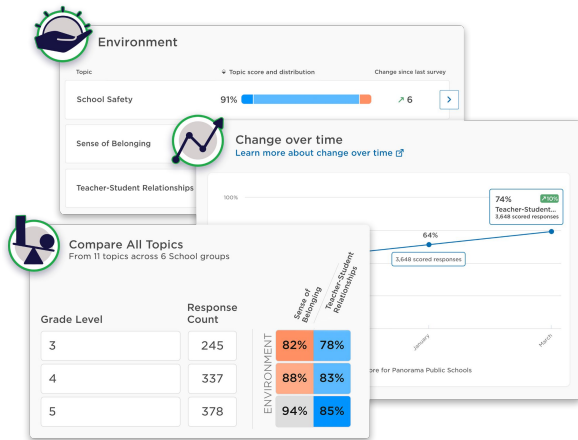 Environment
Topic
Topic score and distribution
Change since last survey
School Safety
91%
6
Sense of Belonging
Teacher-Student Relationships
Change over time
Learn more about change over time
100%
74%
10%
Teacher-Student...
3,648 scored responses
64%
3,648 scored responses
January
March
ore for Panorama Public Schools
Compare All Topics
From 11 topics across 6 School groups
Grade Level
Response
Count
Sense of
Belonging
Teacher-Student
Relationships
ENVIRONMENT
3
245
82%
78%
4
337
88%
83%
5
378
94%
85%